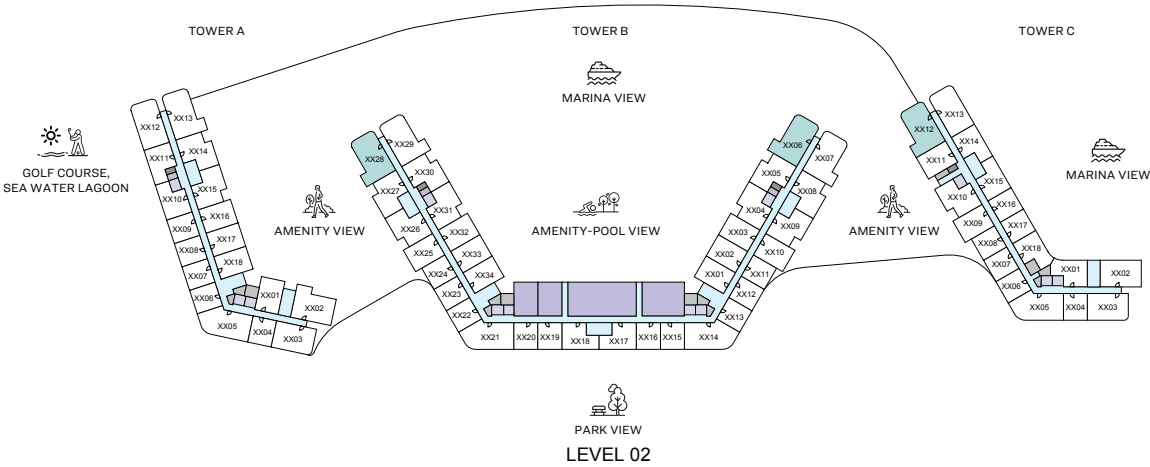 TOWER A
TOWER B
TOWER C
MARINA VIEW
GOLF COURSE,
SEA WATER LAGOON
AMENITY VIEW
AMENITY-POOL VIEW
AMENITY VIEW
MARINA VIEW
XX13
XX12
XX14
XX11
XX15
XX10
XX16
XX09
XX17
XX08
XX18
XX07
XX06
XX01
XX02
XX05
XX04
XX03
XX29
XX28
XX30
XX27
XX31
XX26
XX32
XX25
XX33
XX24
XX34
XX23
XX22
XX21
XX20
XX19
XX18
XX17
XX16
XX15
XX14
XX06
XX07
XX05
XX08
XX04
XX09
XX03
XX10
XX02
XX11
XX01
XX12
XX13
XX13
XX12
XX14
XX11
XX15
XX10
XX16
XX09
XX17
XX08
XX18
XX07
XX06
XX01
XX02
XX05
XX04
XX03
PARK VIEW
LEVEL 02